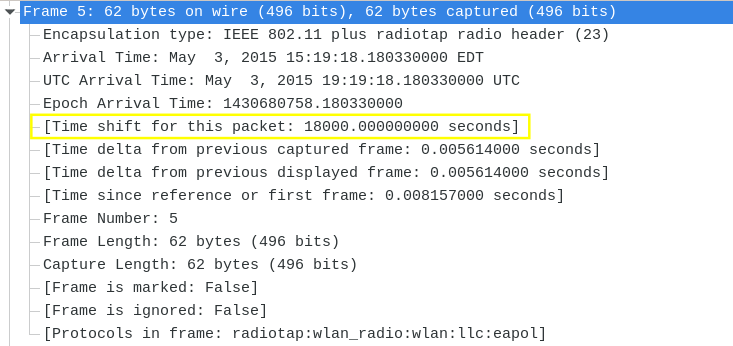 Frame 5: 62 bytes on wire (496 bits), 62 bytes captured (496 bits)
Encapsulation type: IEEE 802.11 plus radiotap radio header (23)
Arrival Time: May  3, 2015 15:19:18.180330000 EDT
UTC Arrival Time: May  3, 2015 19:19:18.180330000 UTC
Epoch Arrival Time: 1430680758.180330000
[Time shift for this packet: 18000.000000000 seconds]
[Time delta from previous captured frame: 0.005614000 seconds]
[Time delta from previous displayed frame: 0.005614000 seconds]
[Time since reference or first frame: 0.008157000 seconds]
Frame Number: 5
Frame Length: 62 bytes (496 bits)
Capture Length: 62 bytes (496 bits)
[Frame is marked: False]
[Frame is ignored: False]
[Protocols in frame: radiotap:wlan_radio:wlan:llc:eapol]